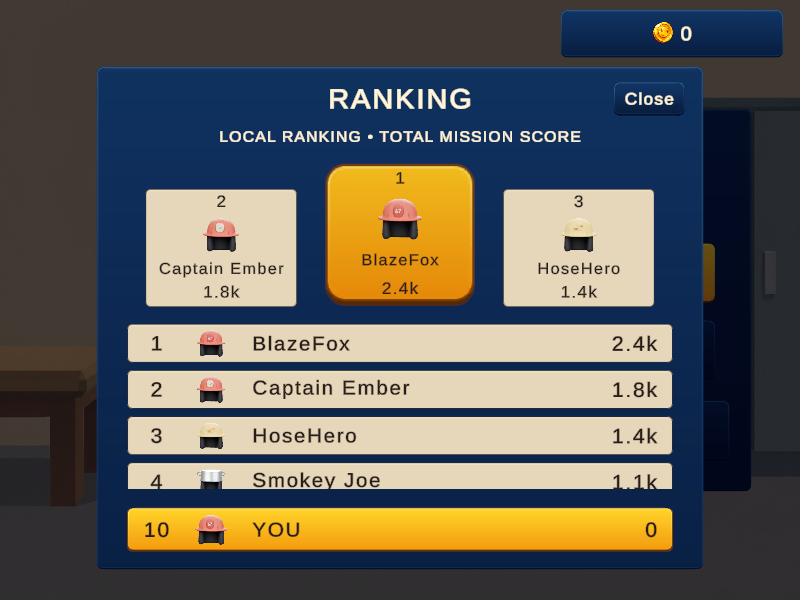 0
RANKING
Close
LOCAL RANKING • TOTAL MISSION SCORE
2
Captain Ember
1.8k
1
BlazeFox
2.4k
3
HoseHero
1.4k
1 BlazeFox 2.4k
2 Captain Ember 1.8k
3 HoseHero 1.4k
4 Smokey Joe 1.1k
10 YOU 0